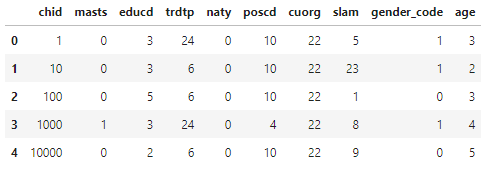 chid masts educd trdtp naty poscd cuorg slam gender_code age
0 1 0 3 24 0 10 22 5 1 3
1 10 0 3 6 0 10 22 23 1 2
2 100 0 5 6 0 10 22 1 0 3
3 1000 1 3 24 0 4 22 8 1 4
4 10000 0 2 6 0 10 22 9 0 5